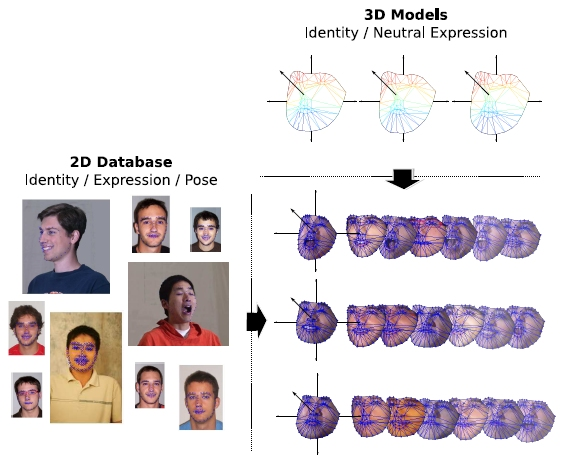 3D Models
Identity / Neutral Expression
2D Database
Identity / Expression / Pose